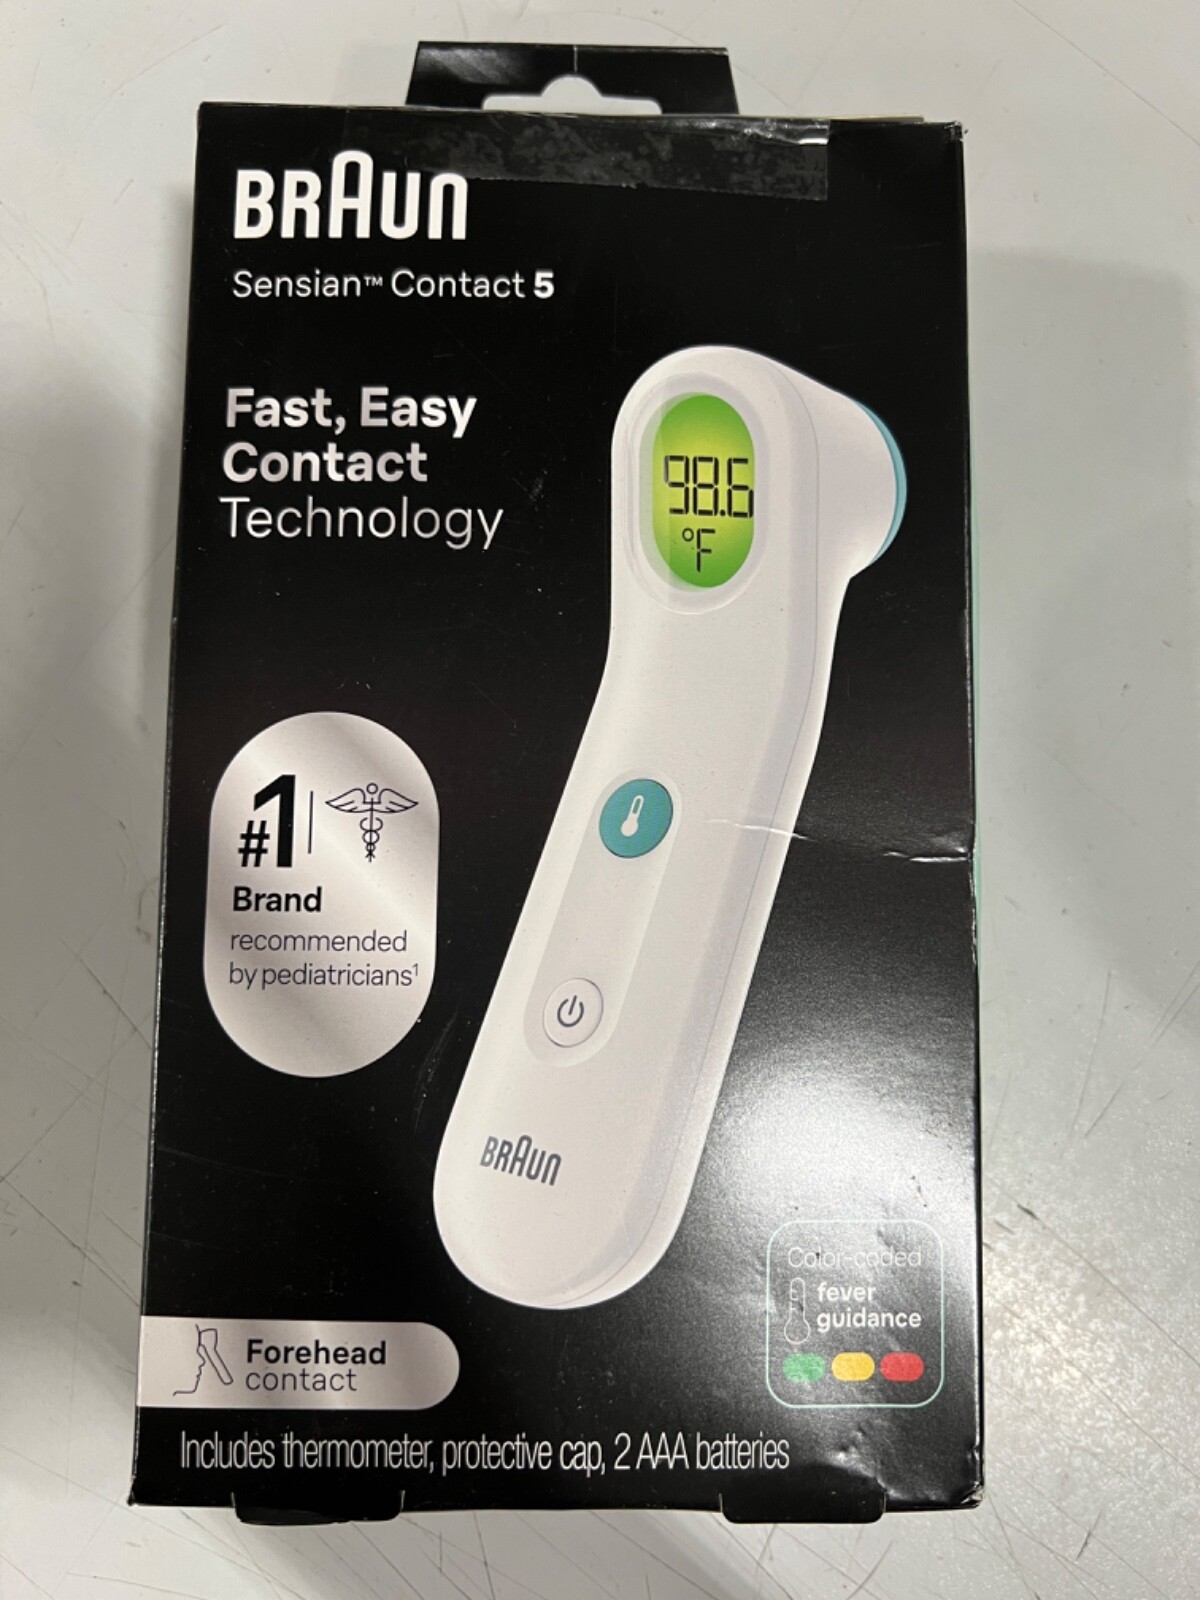 BRAUN
Sensian™ Contact 5
Fast, Easy
Contact
Technology
98.6
°F
#1
Brand
recommended
by pediatricians¹
BRAUN
Color-coded
fever
guidance
Forehead
contact
Includes thermometer, protective cap, 2 AAA batteries